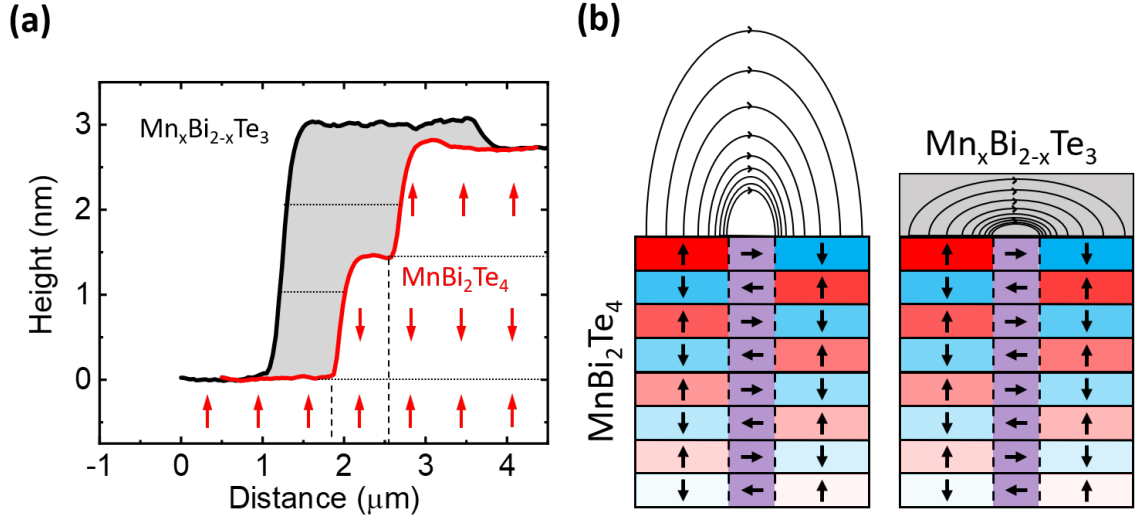 (a)
3
2
1
0
Height (nm)
-1 0 1 2 3 4
Distance (μm)
MnₓBi₂₋ₓTe₃
MnBi₂Te₄
(b)
MnBi₂Te₄
MnₓBi₂₋ₓTe₃